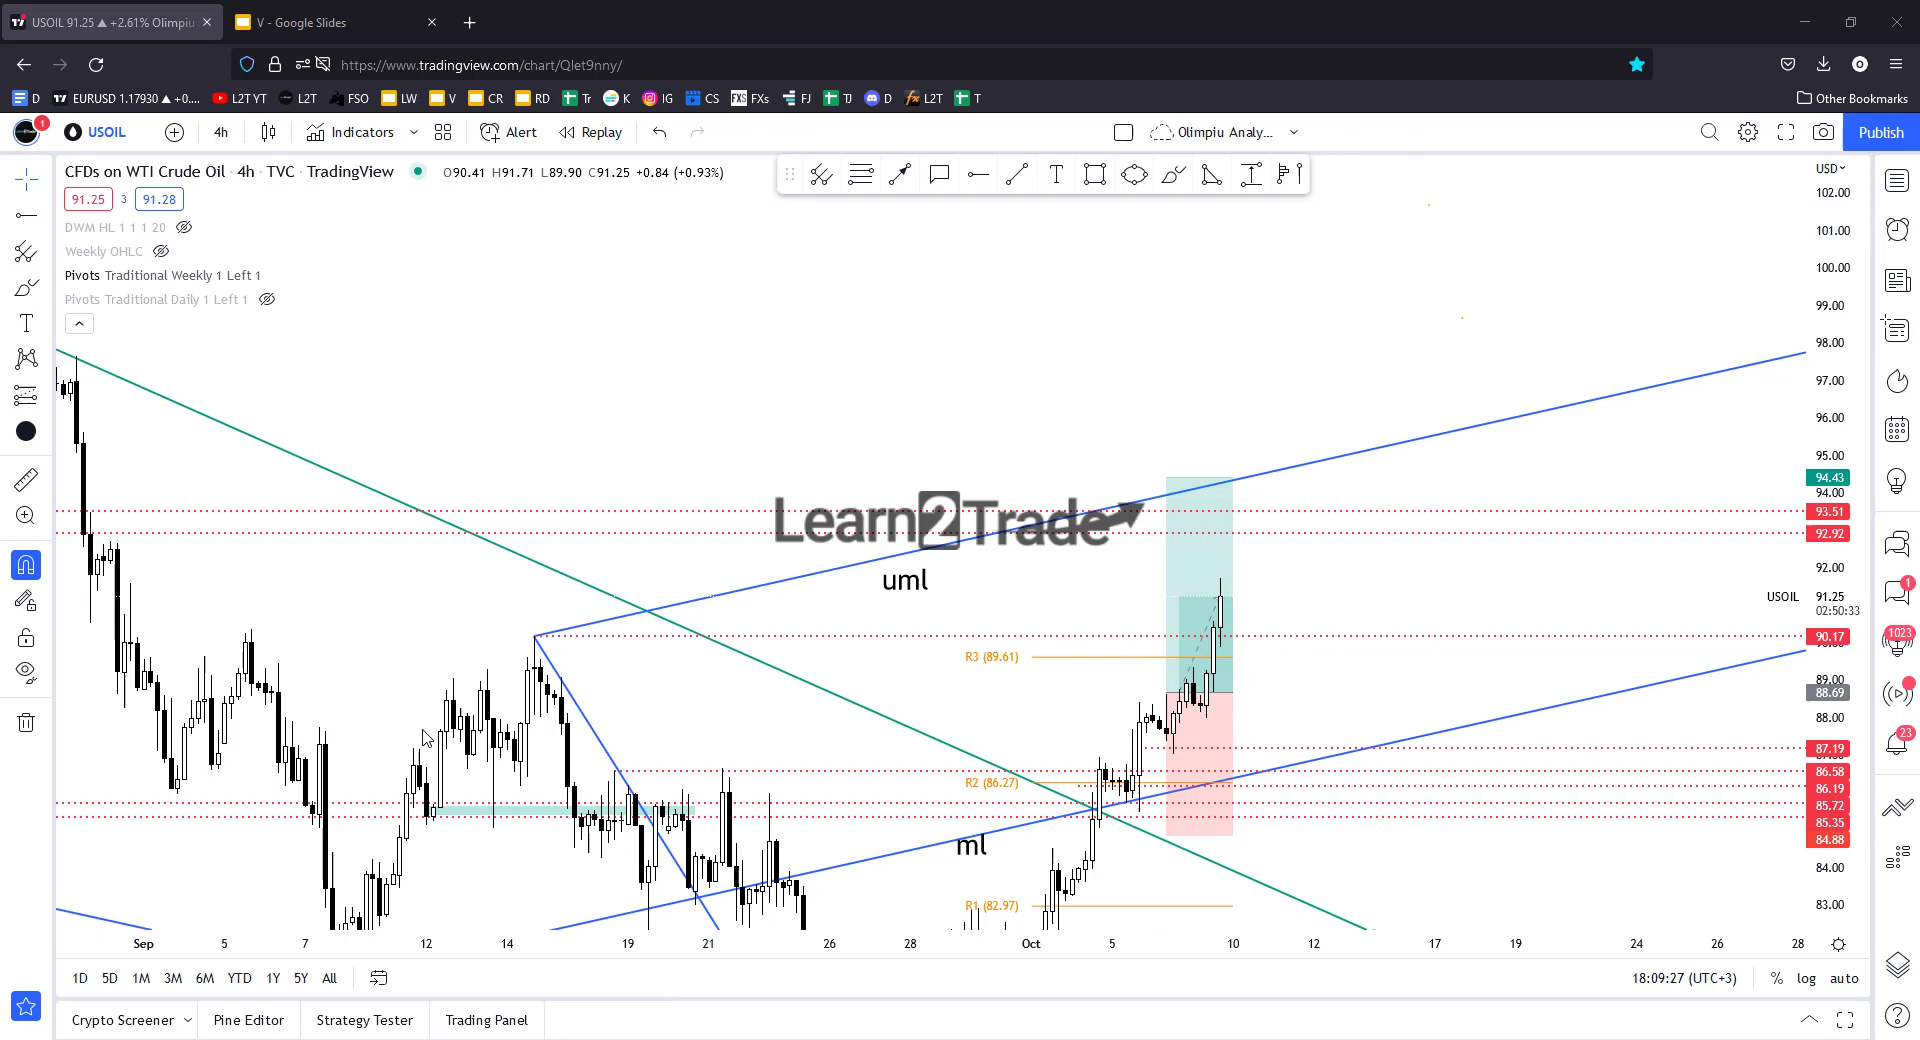 USOIL 91.25 ▲ +2.61% Olimpiu
V - Google Slides
https://www.tradingview.com/chart/Qlet9nny/
D EURUSD 1.17930 ▲ +0.... L2T YT L2T FSO LW V CR RD Tr K IG CS FXS FXs FJ TJ D L2T T Other Bookmarks
1 USOIL 4h Indicators Alert Replay Olimpiu Analy... Publish
CFDs on WTI Crude Oil · 4h · TVC · TradingView O90.41 H91.71 L89.90 C91.25 +0.84 (+0.93%)
91.25 3 91.28
DWM HL 1 1 1 20
Weekly OHLC
Pivots Traditional Weekly 1 Left 1
Pivots Traditional Daily 1 Left 1
USD
102.00
101.00
100.00
99.00
98.00
97.00
96.00
95.00
94.43
94.00
93.51
92.92
92.00
USOIL 91.25
02:50:33
90.17
89.00
88.69
88.00
87.19
86.58
86.19
85.72
85.35
84.88
84.00
83.00
Learn2Trade
uml
R3 (89.61)
R2 (86.27)
ml
R1 (82.97)
1
1023
23
Sep 5 7 12 14 19 21 26 28 Oct 5 10 12 17 19 24 26 28
1D 5D 1M 3M 6M YTD 1Y 5Y All 18:09:27 (UTC+3) % log auto
Crypto Screener Pine Editor Strategy Tester Trading Panel